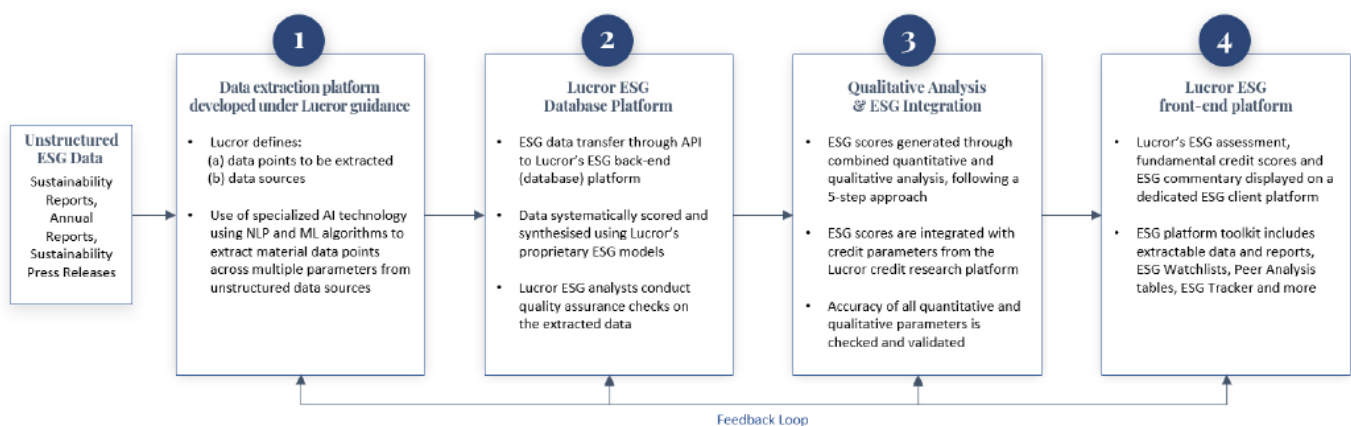 1
2
3
4
Unstructured
ESG Data
Sustainability
Reports,
Annual
Reports,
Sustainability
Press Releases
Data extraction platform
developed under Lucror guidance
• Lucror defines:
(a) data points to be extracted
(b) data sources
• Use of specialized AI technology
using NLP and ML algorithms to
extract material data points
across multiple parameters from
unstructured data sources
Lucror ESG
Database Platform
• ESG data transfer through API
to Lucror's ESG back-end
(database) platform
• Data systematically scored and
synthesised using Lucror's
proprietary ESG models
• Lucror ESG analysts conduct
quality assurance checks on
the extracted data
Qualitative Analysis
& ESG Integration
• ESG scores generated through
combined quantitative and
qualitative analysis, following a
5-step approach
• ESG scores are integrated with
credit parameters from the
Lucror credit research platform
• Accuracy of all quantitative and
qualitative parameters is
checked and validated
Lucror ESG
front-end platform
• Lucror's ESG assessment,
fundamental credit scores and
ESG commentary displayed on a
dedicated ESG client platform
• ESG platform toolkit includes
extractable data and reports,
ESG Watchlists, Peer Analysis
tables, ESG Tracker and more
Feedback Loop